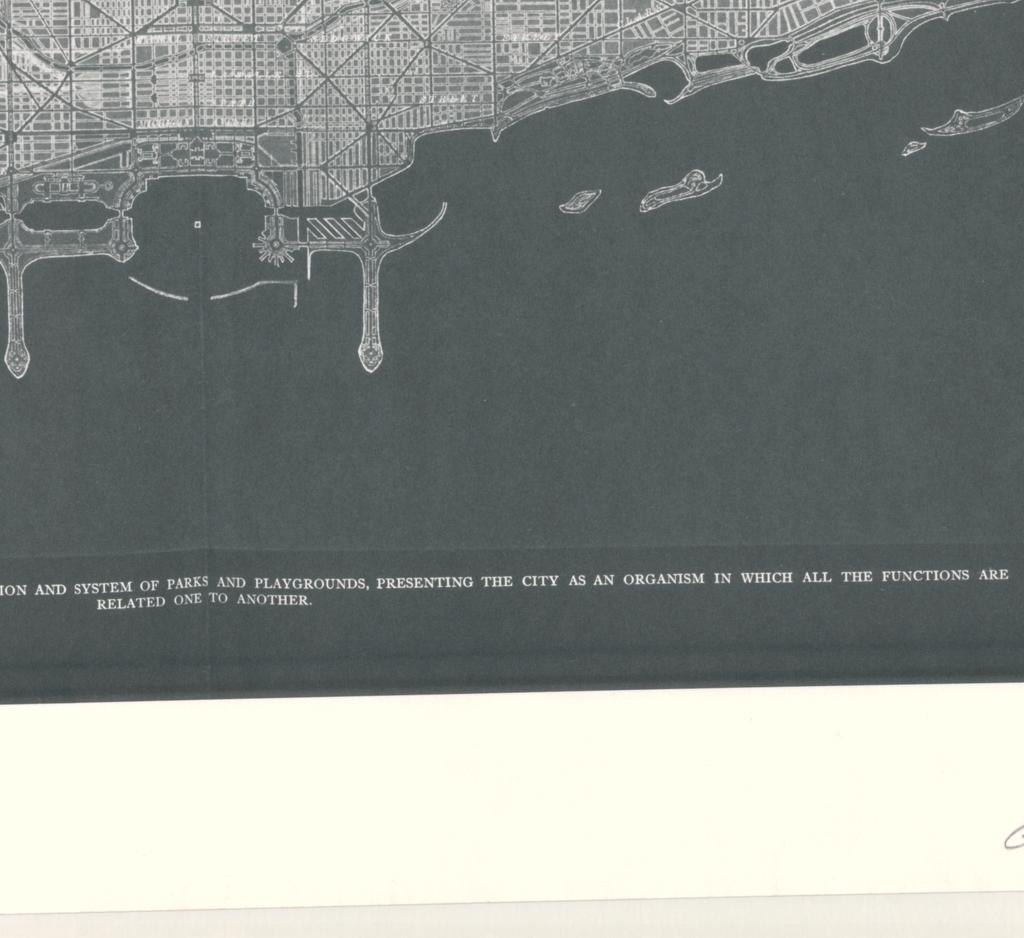 STREET
ION AND SYSTEM OF PARKS AND PLAYGROUNDS, PRESENTING THE CITY AS AN ORGANISM IN WHICH ALL THE FUNCTIONS ARE
RELATED ONE TO ANOTHER.